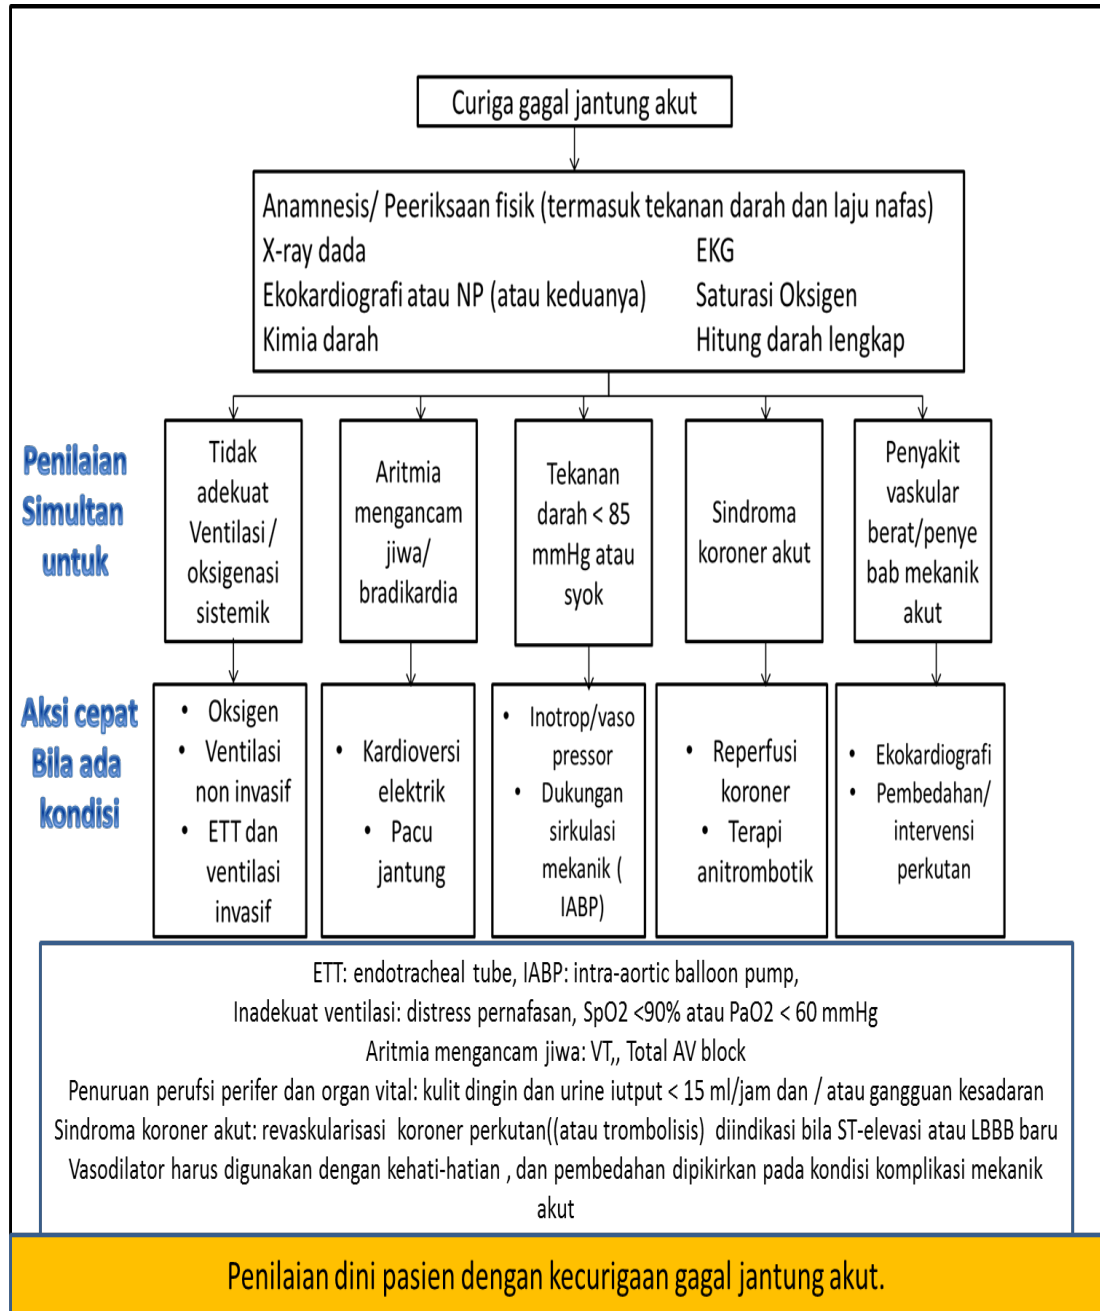 Curiga gagal jantung akut
Anamnesis/ Peeriksaan fisik (termasuk tekanan darah dan laju nafas)
X-ray dada
EKG
Ekokardiografi atau NP (atau keduanya)
Saturasi Oksigen
Kimia darah
Hitung darah lengkap
Penilaian
Simultan
untuk
Tidak
adekuat
Ventilasi /
oksigenasi
sistemik
Aritmia
mengancam
jiwa/
bradikardia
Tekanan
darah < 85
mmHg atau
syok
Sindroma
koroner akut
Penyakit
vaskular
berat/penye
bab mekanik
akut
Aksi cepat
Bila ada
kondisi
• Oksigen
• Ventilasi
non invasif
• ETT dan
ventilasi
invasif
• Kardioversi
elektrik
• Pacu
jantung
• Inotrop/vaso
pressor
• Dukungan
sirkulasi
mekanik (
IABP)
• Reperfusi
koroner
• Terapi
anitrombotik
• Ekokardiografi
• Pembedahan/
intervensi
perkutan
ETT: endotracheal tube, IABP: intra-aortic balloon pump,
Inadekuat ventilasi: distress pernafasan, SpO2 <90% atau PaO2 < 60 mmHg
Aritmia mengancam jiwa: VT,, Total AV block
Penuruan perufsi perifer dan organ vital: kulit dingin dan urine iutput < 15 ml/jam dan / atau gangguan kesadaran
Sindroma koroner akut: revaskularisasi koroner perkutan((atau trombolisis) diindikasi bila ST-elevasi atau LBBB baru
Vasodilator harus digunakan dengan kehati-hatian , dan pembedahan dipikirkan pada kondisi komplikasi mekanik
akut
Penilaian dini pasien dengan kecurigaan gagal jantung akut.